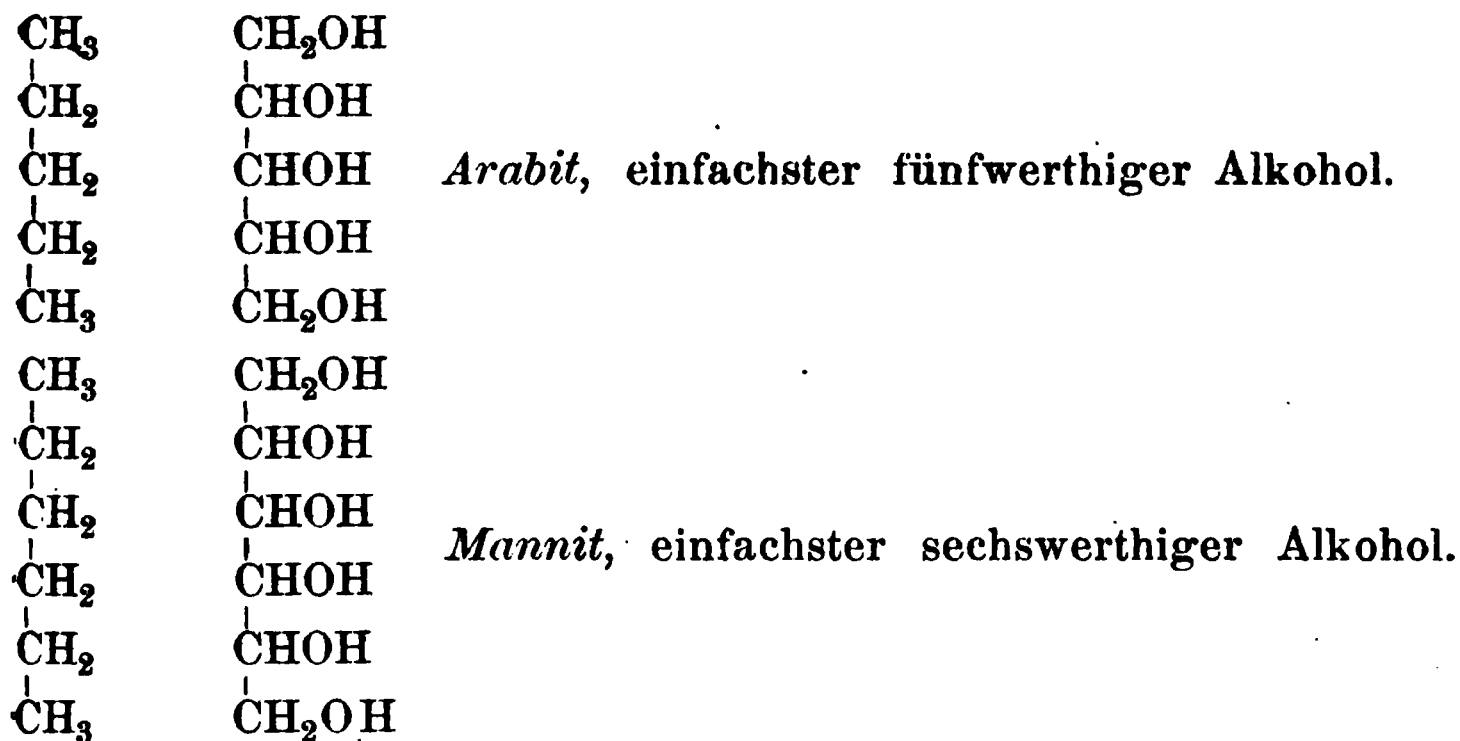 CH₃ CH₂OH
CH₂ CHOH
CH₂ CHOH Arabit, einfachster fünfwerthiger Alkohol.
CH₂ CHOH
CH₃ CH₂OH
CH₃ CH₂OH
CH₂ CHOH
CH₂ CHOH
Mannit, einfachster sechswerthiger Alkohol.
CH₂ CHOH
CH₂ CHOH
CH₃ CH₂OH